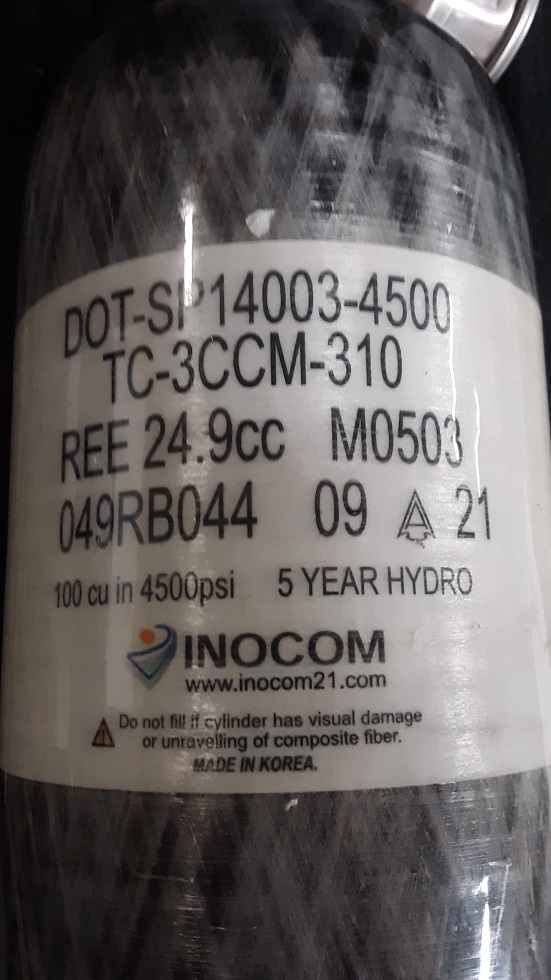 DOT-SP14003-4500
TC-3CCM-310
REE 24.9cc M0503
049RB044 09 A 21
100 cu in 4500psi 5 YEAR HYDRO
INOCOM
www.inocom21.com
Do not fill if cylinder has visual damage
or unravelling of composite fiber.
MADE IN KOREA.